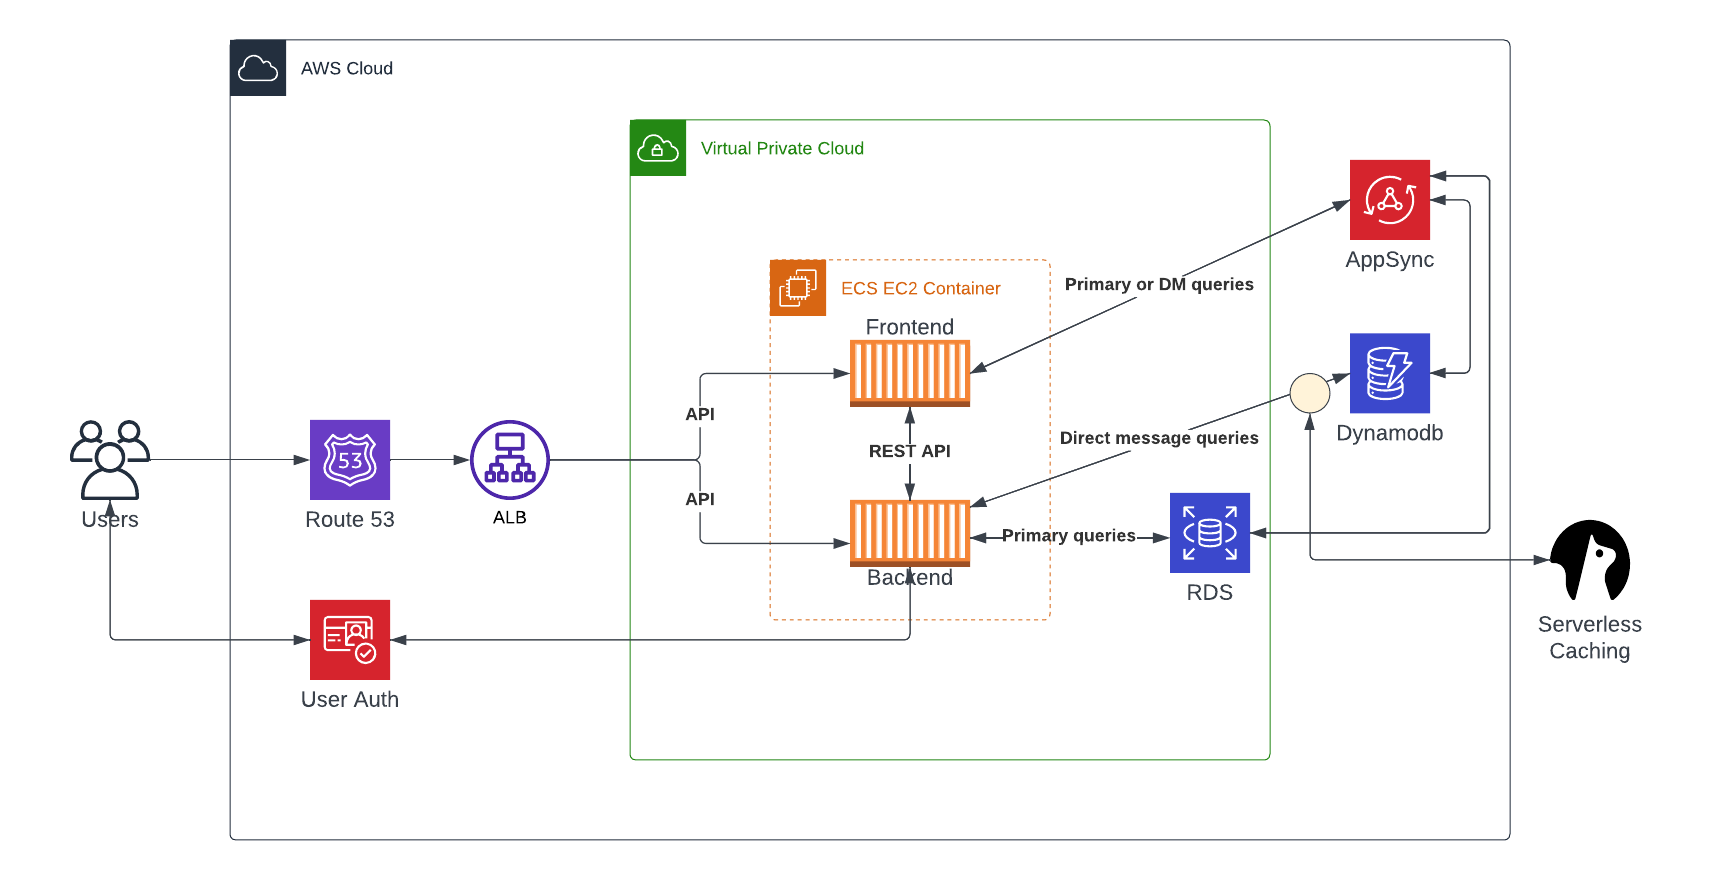 AWS Cloud
Virtual Private Cloud
AppSync
ECS EC2 Container
Primary or DM queries
Frontend
API
REST API
Direct message queries
Dynamodb
53
Users
Route 53
ALB
API
Primary queries
Backend
RDS
Serverless
Caching
User Auth